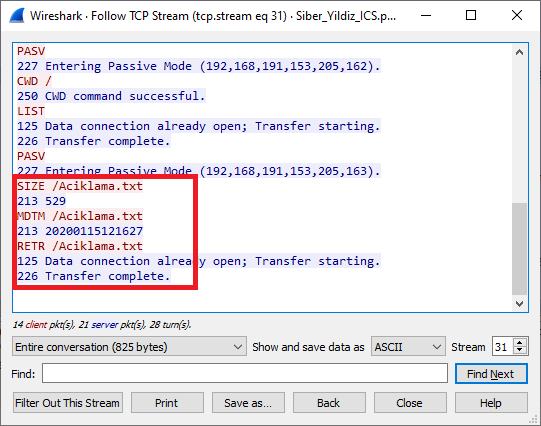 Wireshark · Follow TCP Stream (tcp.stream eq 31) · Siber_Yildiz_ICS.p...
PASV
227 Entering Passive Mode (192,168,191,153,205,162).
CWD /
250 CWD command successful.
LIST
125 Data connection already open; Transfer starting.
226 Transfer complete.
PASV
227 Entering Passive Mode (192,168,191,153,205,163).
SIZE /Aciklama.txt
213 529
MDTM /Aciklama.txt
213 20200115121627
RETR /Aciklama.txt
125 Data connection already open; Transfer starting.
226 Transfer complete.
14 client pkt(s), 21 server pkt(s), 28 turn(s).
Entire conversation (825 bytes) Show and save data as ASCII Stream 31
Find: Find Next
Filter Out This Stream Print Save as... Back Close Help